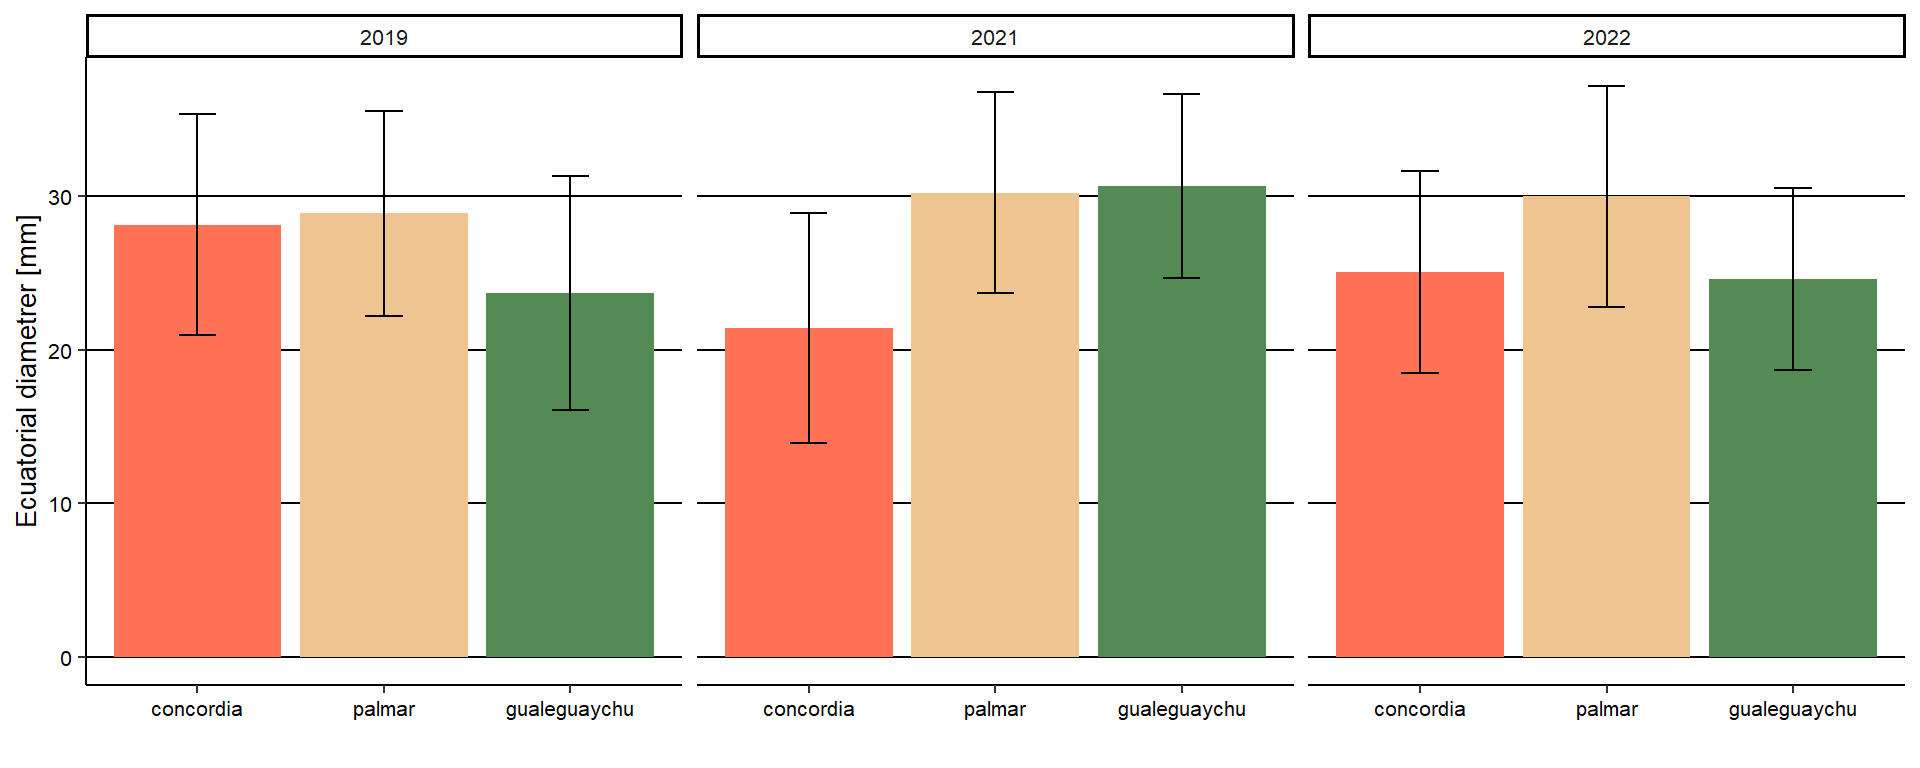 2019
2021
2022
Ecuatorial diametrer [mm]
30
20
10
0
concordia
palmar
gualeguaychu
concordia
palmar
gualeguaychu
concordia
palmar
gualeguaychu